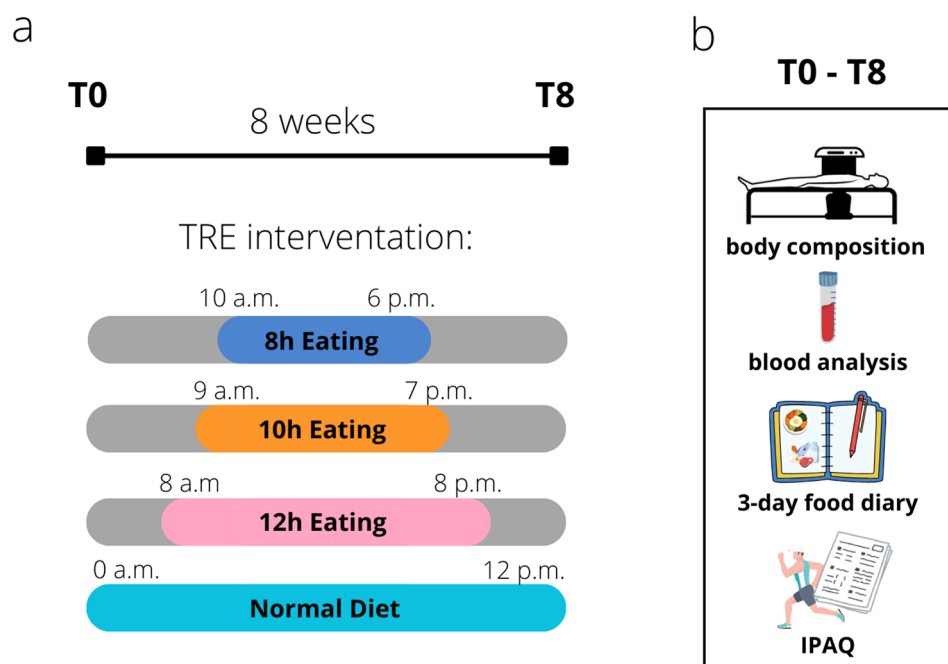 a
T0
T8
8 weeks
TRE interventation:
10 a.m.
6 p.m.
8h Eating
9 a.m.
7 p.m.
10h Eating
8 a.m
8 p.m.
12h Eating
0 a.m.
12 p.m.
Normal Diet
b
T0 - T8
body composition
blood analysis
3-day food diary
IPAQ